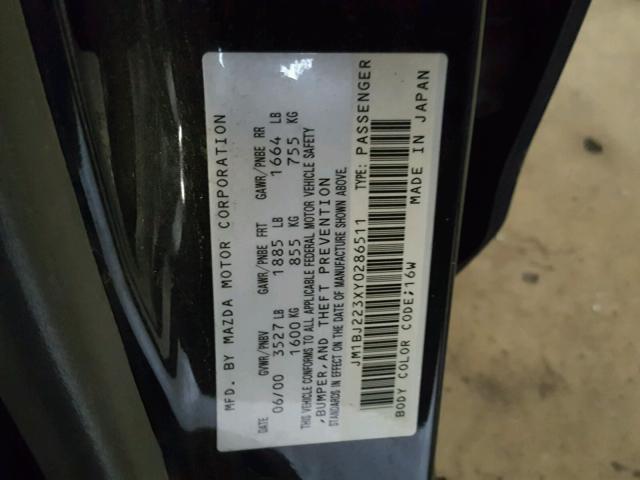 MFD. BY MAZDA MOTOR CORPORATION
DATE GVWR/PNBV GAWR/PNBE FRT GAWR/PNBE RR
06/00 3527 LB 1885 LB 1664 LB
1600 KG 855 KG 755 KG
THIS VEHICLE CONFORMS TO ALL APPLICABLE FEDERAL MOTOR VEHICLE SAFETY
,BUMPER,AND THEFT PREVENTION
STANDARDS IN EFFECT ON THE DATE OF MANUFACTURE SHOWN ABOVE.
JM1BJ223XY0286511 TYPE: PASSENGER
BODY COLOR CODE;16W MADE IN JAPAN